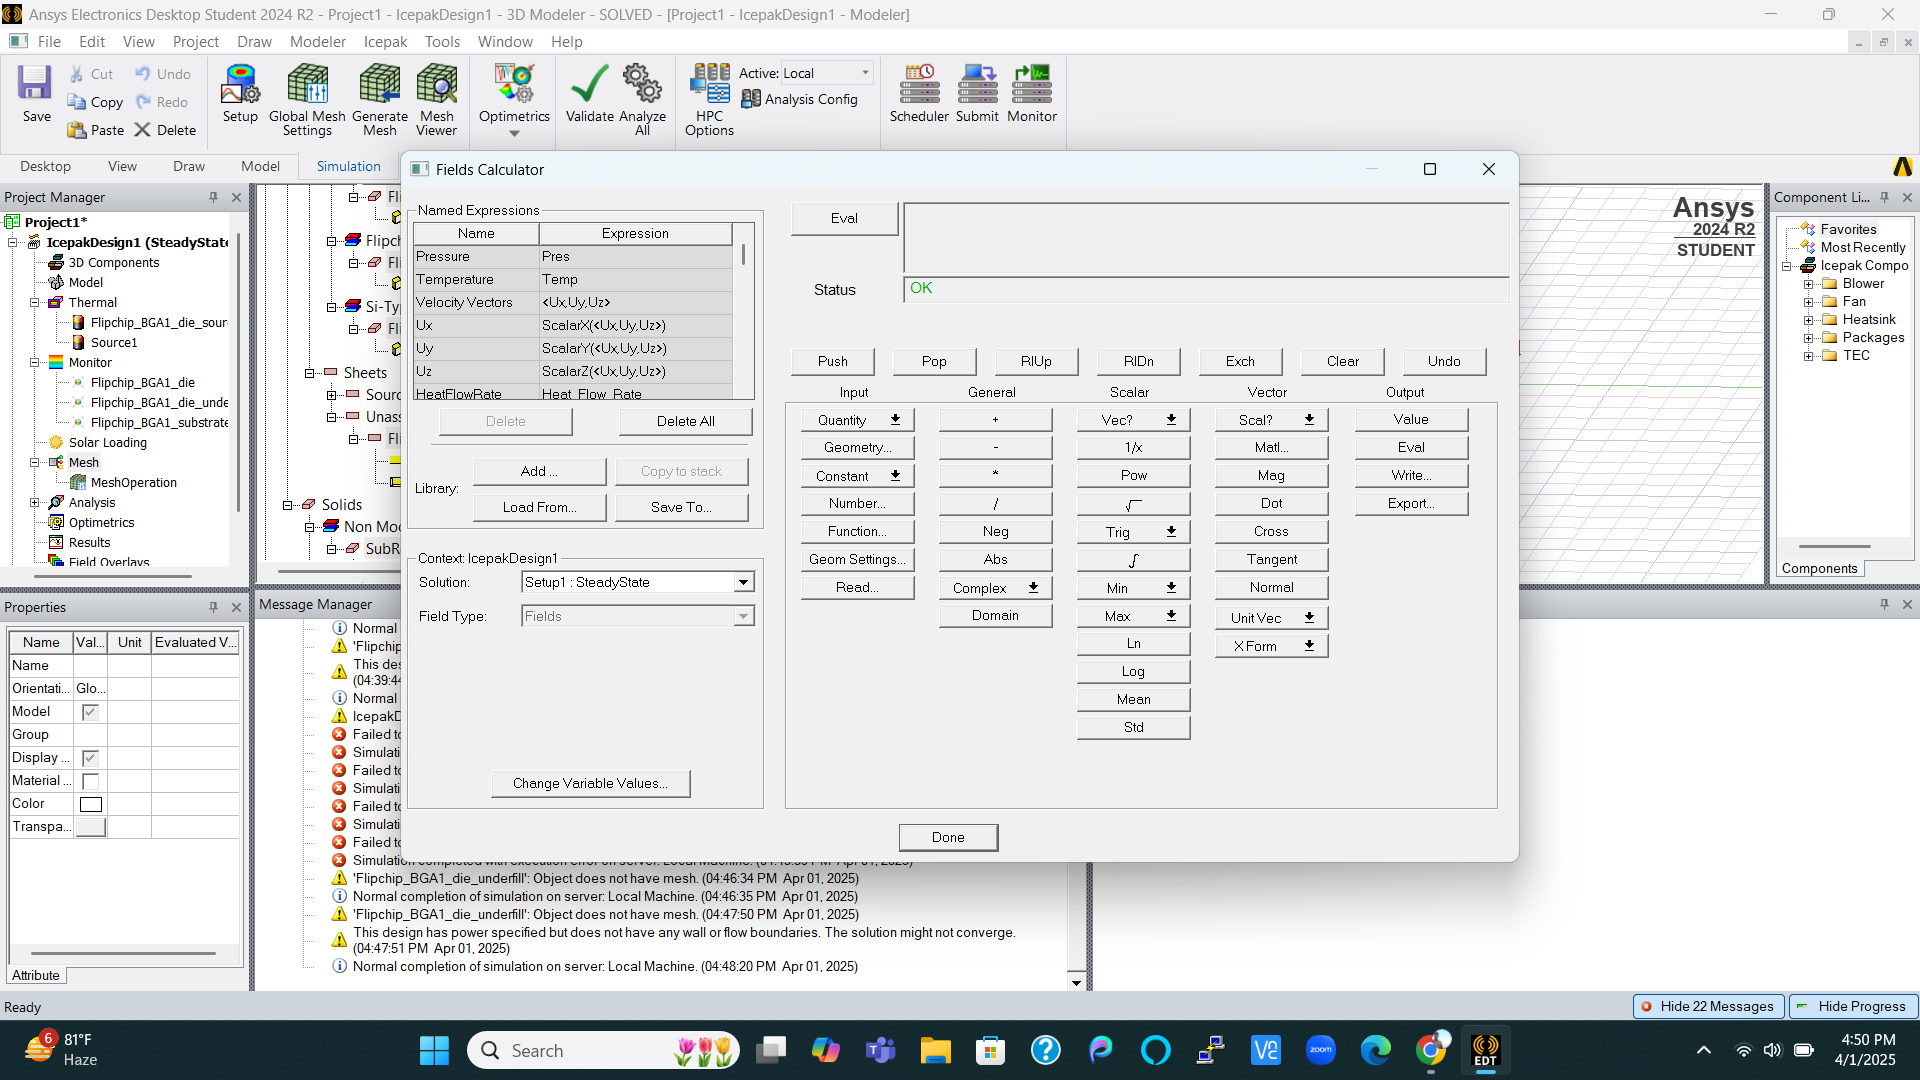 Ansys Electronics Desktop Student 2024 R2 - Project1 - IcepakDesign1 - 3D Modeler - SOLVED - [Project1 - IcepakDesign1 - Modeler]
File Edit View Project Draw Modeler Icepak Tools Window Help
Save
Cut
Copy
Paste
Undo
Redo
Delete
Setup
Global Mesh
Settings
Generate
Mesh
Mesh
Viewer
Optimetrics
Validate
Analyze
All
HPC
Options
Active: Local
Analysis Config
Scheduler
Submit
Monitor
Desktop View Draw Model Simulation
Project Manager
Project1*
IcepakDesign1 (SteadyState
3D Components
Model
Thermal
Flipchip_BGA1_die_sour
Source1
Monitor
Flipchip_BGA1_die
Flipchip_BGA1_die_unde
Flipchip_BGA1_substrate
Solar Loading
Mesh
MeshOperation
Analysis
Optimetrics
Results
Field Overlays
Fli
Flipch
Fli
Si-Typ
Fli
Sheets
Sourc
Unass
Fli
Solids
Non Mod
SubRe
Fields Calculator
Named Expressions
Name Expression
Pressure Pres
Temperature Temp
Velocity Vectors <Ux,Uy,Uz>
Ux ScalarX(<Ux,Uy,Uz>)
Uy ScalarY(<Ux,Uy,Uz>)
Uz ScalarZ(<Ux,Uy,Uz>)
HeatFlowRate Heat_Flow_Rate
Delete Delete All
Library:
Add ... Copy to stack
Load From... Save To...
Context: IcepakDesign1
Solution: Setup1 : SteadyState
Field Type: Fields
Change Variable Values...
Eval
Status OK
Push Pop RlUp RlDn Exch Clear Undo
Input General Scalar Vector Output
Quantity + Vec? Scal? Value
Geometry... - 1/x Matl... Eval
Constant * Pow Mag Write...
Number... / √ Dot Export...
Function... Neg Trig Cross
Geom Settings... Abs ∫ Tangent
Read... Complex Min Normal
Domain Max Unit Vec
Ln X Form
Log
Mean
Std
Done
Ansys
2024 R2
STUDENT
Component Li...
Favorites
Most Recently
Icepak Compo
Blower
Fan
Heatsink
Packages
TEC
Components
Properties
Name Val... Unit Evaluated V...
Name
Orientati... Glo...
Model
Group
Display ...
Material ...
Color
Transpa...
Attribute
Message Manager
Normal
'Flipchip
This des
(04:39:44
Normal
IcepakD
Failed to
Simulati
Failed to
Simulati
Failed to
Simulati
Failed to
Simulation completed with execution error on server: Local Machine.
'Flipchip_BGA1_die_underfill': Object does not have mesh. (04:46:34 PM Apr 01, 2025)
Normal completion of simulation on server: Local Machine. (04:46:35 PM Apr 01, 2025)
'Flipchip_BGA1_die_underfill': Object does not have mesh. (04:47:50 PM Apr 01, 2025)
This design has power specified but does not have any wall or flow boundaries. The solution might not converge.
(04:47:51 PM Apr 01, 2025)
Normal completion of simulation on server: Local Machine. (04:48:20 PM Apr 01, 2025)
Ready
Hide 22 Messages
Hide Progress
6
81°F
Haze
Search
zoom
EDT
4:50 PM
4/1/2025